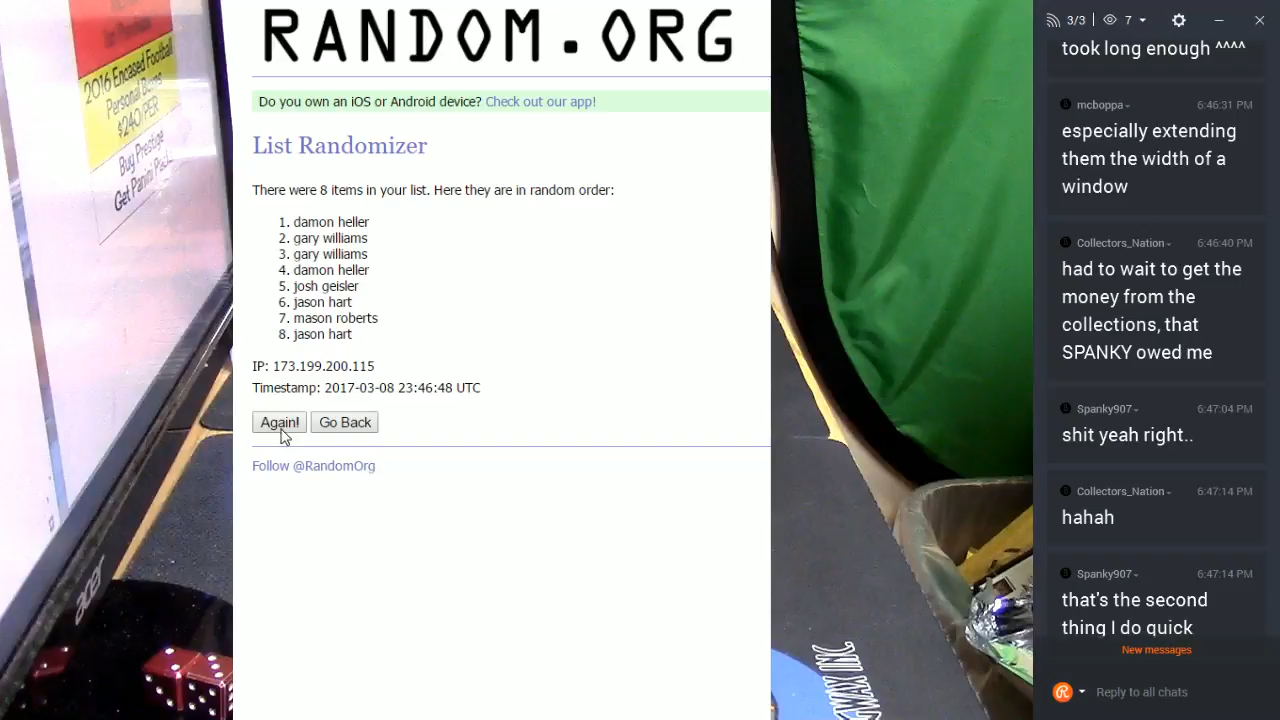 2016 Encased Football
Personal Boxes
$240/PER
Buy Prestige
Get Panini
acer
RANDOM.ORG
Do you own an iOS or Android device? Check out our app!
List Randomizer
There were 8 items in your list. Here they are in random order:
1. damon heller
2. gary williams
3. gary williams
4. damon heller
5. josh geisler
6. jason hart
7. mason roberts
8. jason hart
IP: 173.199.200.115
Timestamp: 2017-03-08 23:46:48 UTC
Again! Go Back
Follow @RandomOrg
GWAX INC
3/3 7
took long enough ^^^^
mcboppa 6:46:31 PM
especially extending
them the width of a
window
Collectors_Nation 6:46:40 PM
had to wait to get the
money from the
collections, that
SPANKY owed me
Spanky907 6:47:04 PM
shit yeah right..
Collectors_Nation 6:47:14 PM
hahah
Spanky907 6:47:14 PM
that's the second
thing I do quick
New messages
Reply to all chats